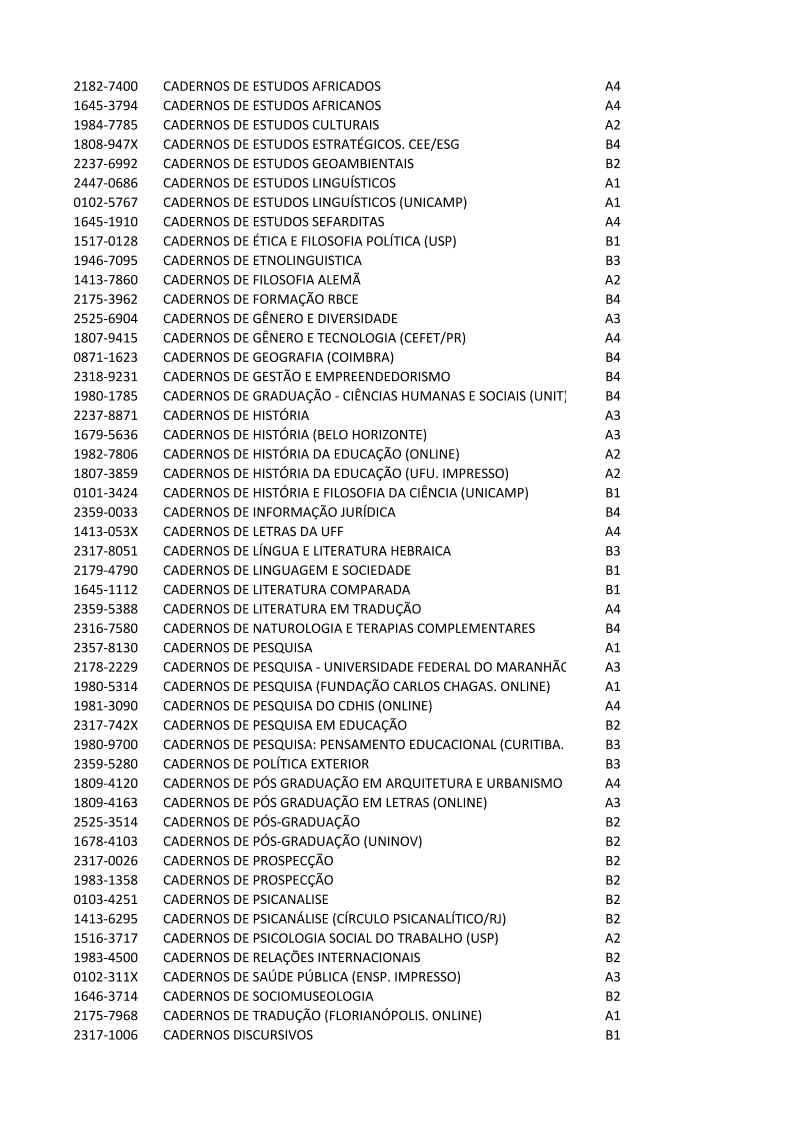 2182-7400 CADERNOS DE ESTUDOS AFRICADOS A4
1645-3794 CADERNOS DE ESTUDOS AFRICANOS A4
1984-7785 CADERNOS DE ESTUDOS CULTURAIS A2
1808-947X CADERNOS DE ESTUDOS ESTRATÉGICOS. CEE/ESG B4
2237-6992 CADERNOS DE ESTUDOS GEOAMBIENTAIS B2
2447-0686 CADERNOS DE ESTUDOS LINGUÍSTICOS A1
0102-5767 CADERNOS DE ESTUDOS LINGUÍSTICOS (UNICAMP) A1
1645-1910 CADERNOS DE ESTUDOS SEFARDITAS A4
1517-0128 CADERNOS DE ÉTICA E FILOSOFIA POLÍTICA (USP) B1
1946-7095 CADERNOS DE ETNOLINGUISTICA B3
1413-7860 CADERNOS DE FILOSOFIA ALEMÃ A2
2175-3962 CADERNOS DE FORMAÇÃO RBCE B4
2525-6904 CADERNOS DE GÊNERO E DIVERSIDADE A3
1807-9415 CADERNOS DE GÊNERO E TECNOLOGIA (CEFET/PR) A4
0871-1623 CADERNOS DE GEOGRAFIA (COIMBRA) B4
2318-9231 CADERNOS DE GESTÃO E EMPREENDEDORISMO B4
1980-1785 CADERNOS DE GRADUAÇÃO - CIÊNCIAS HUMANAS E SOCIAIS (UNIT) B4
2237-8871 CADERNOS DE HISTÓRIA A3
1679-5636 CADERNOS DE HISTÓRIA (BELO HORIZONTE) A3
1982-7806 CADERNOS DE HISTÓRIA DA EDUCAÇÃO (ONLINE) A2
1807-3859 CADERNOS DE HISTÓRIA DA EDUCAÇÃO (UFU. IMPRESSO) A2
0101-3424 CADERNOS DE HISTÓRIA E FILOSOFIA DA CIÊNCIA (UNICAMP) B1
2359-0033 CADERNOS DE INFORMAÇÃO JURÍDICA B4
1413-053X CADERNOS DE LETRAS DA UFF A4
2317-8051 CADERNOS DE LÍNGUA E LITERATURA HEBRAICA B3
2179-4790 CADERNOS DE LINGUAGEM E SOCIEDADE B1
1645-1112 CADERNOS DE LITERATURA COMPARADA B1
2359-5388 CADERNOS DE LITERATURA EM TRADUÇÃO A4
2316-7580 CADERNOS DE NATUROLOGIA E TERAPIAS COMPLEMENTARES B4
2357-8130 CADERNOS DE PESQUISA A1
2178-2229 CADERNOS DE PESQUISA - UNIVERSIDADE FEDERAL DO MARANHÃO A3
1980-5314 CADERNOS DE PESQUISA (FUNDAÇÃO CARLOS CHAGAS. ONLINE) A1
1981-3090 CADERNOS DE PESQUISA DO CDHIS (ONLINE) A4
2317-742X CADERNOS DE PESQUISA EM EDUCAÇÃO B2
1980-9700 CADERNOS DE PESQUISA: PENSAMENTO EDUCACIONAL (CURITIBA. B3
2359-5280 CADERNOS DE POLÍTICA EXTERIOR B3
1809-4120 CADERNOS DE PÓS GRADUAÇÃO EM ARQUITETURA E URBANISMO A4
1809-4163 CADERNOS DE PÓS GRADUAÇÃO EM LETRAS (ONLINE) A3
2525-3514 CADERNOS DE PÓS-GRADUAÇÃO B2
1678-4103 CADERNOS DE PÓS-GRADUAÇÃO (UNINOV) B2
2317-0026 CADERNOS DE PROSPECÇÃO B2
1983-1358 CADERNOS DE PROSPECÇÃO B2
0103-4251 CADERNOS DE PSICANALISE B2
1413-6295 CADERNOS DE PSICANÁLISE (CÍRCULO PSICANALÍTICO/RJ) B2
1516-3717 CADERNOS DE PSICOLOGIA SOCIAL DO TRABALHO (USP) A2
1983-4500 CADERNOS DE RELAÇÕES INTERNACIONAIS B2
0102-311X CADERNOS DE SAÚDE PÚBLICA (ENSP. IMPRESSO) A3
1646-3714 CADERNOS DE SOCIOMUSEOLOGIA B2
2175-7968 CADERNOS DE TRADUÇÃO (FLORIANÓPOLIS. ONLINE) A1
2317-1006 CADERNOS DISCURSIVOS B1